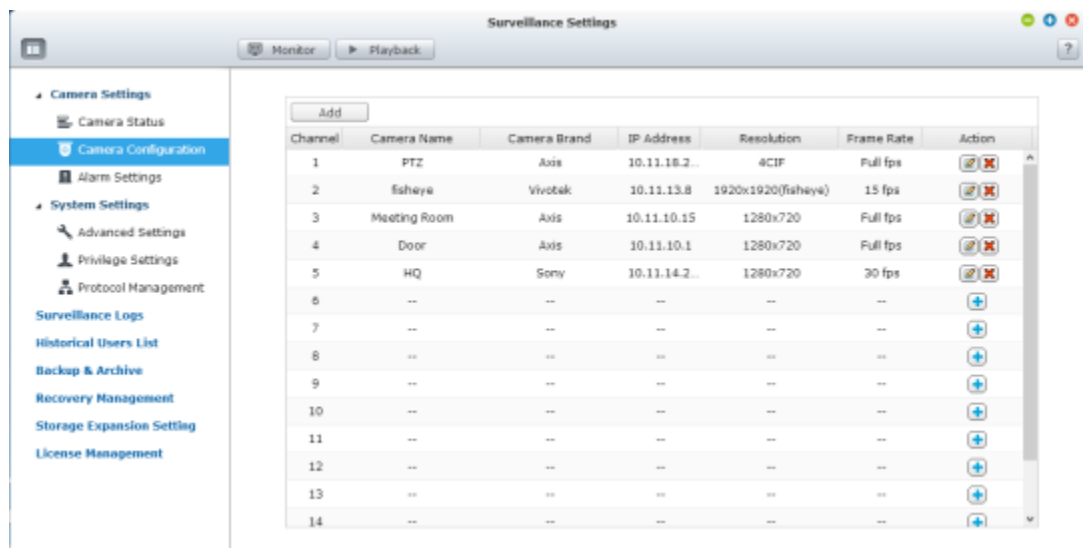 Surveillance Settings
Monitor Playback ?
Camera Settings
Camera Status
Camera Configuration
Alarm Settings
System Settings
Advanced Settings
Privilege Settings
Protocol Management
Surveillance Logs
Historical Users List
Backup & Archive
Recovery Management
Storage Expansion Setting
License Management
Add
Channel Camera Name Camera Brand IP Address Resolution Frame Rate Action
1 PTZ Axis 10.11.18.2... 4CIF Full fps
2 fisheye Vivotek 10.11.13.8 1920x1920(fisheye) 15 fps
3 Meeting Room Axis 10.11.10.15 1280x720 Full fps
4 Door Axis 10.11.10.1 1280x720 Full fps
5 HQ Sony 10.11.14.2... 1280x720 30 fps
6 -- -- -- -- --
7 -- -- -- -- --
8 -- -- -- -- --
9 -- -- -- -- --
10 -- -- -- -- --
11 -- -- -- -- --
12 -- -- -- -- --
13 -- -- -- -- --
14 -- -- -- -- --